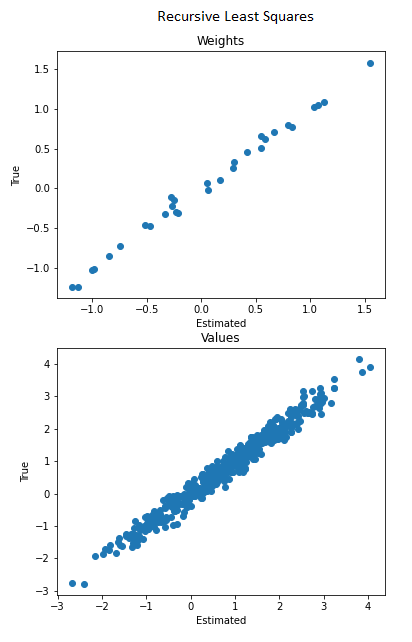 Recursive Least Squares
Weights
1.5
1.0
0.5
0.0
−0.5
−1.0
True
−1.0 −0.5 0.0 0.5 1.0 1.5
Estimated
Values
4
3
2
1
0
−1
−2
−3
True
−3 −2 −1 0 1 2 3 4
Estimated